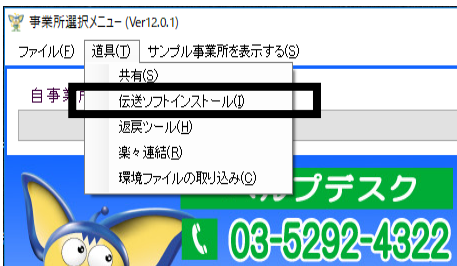 事業所選択メニュー (Ver12.0.1)
ファイル(F) 道具(T) サンプル事業所を表示する(S)
共有(S)
自事業
伝送ソフトインストール(I)
返戻ツール(H)
楽々連結(R)
環境ファイルの取り込み(C)
ルプデスク
03-5292-4322